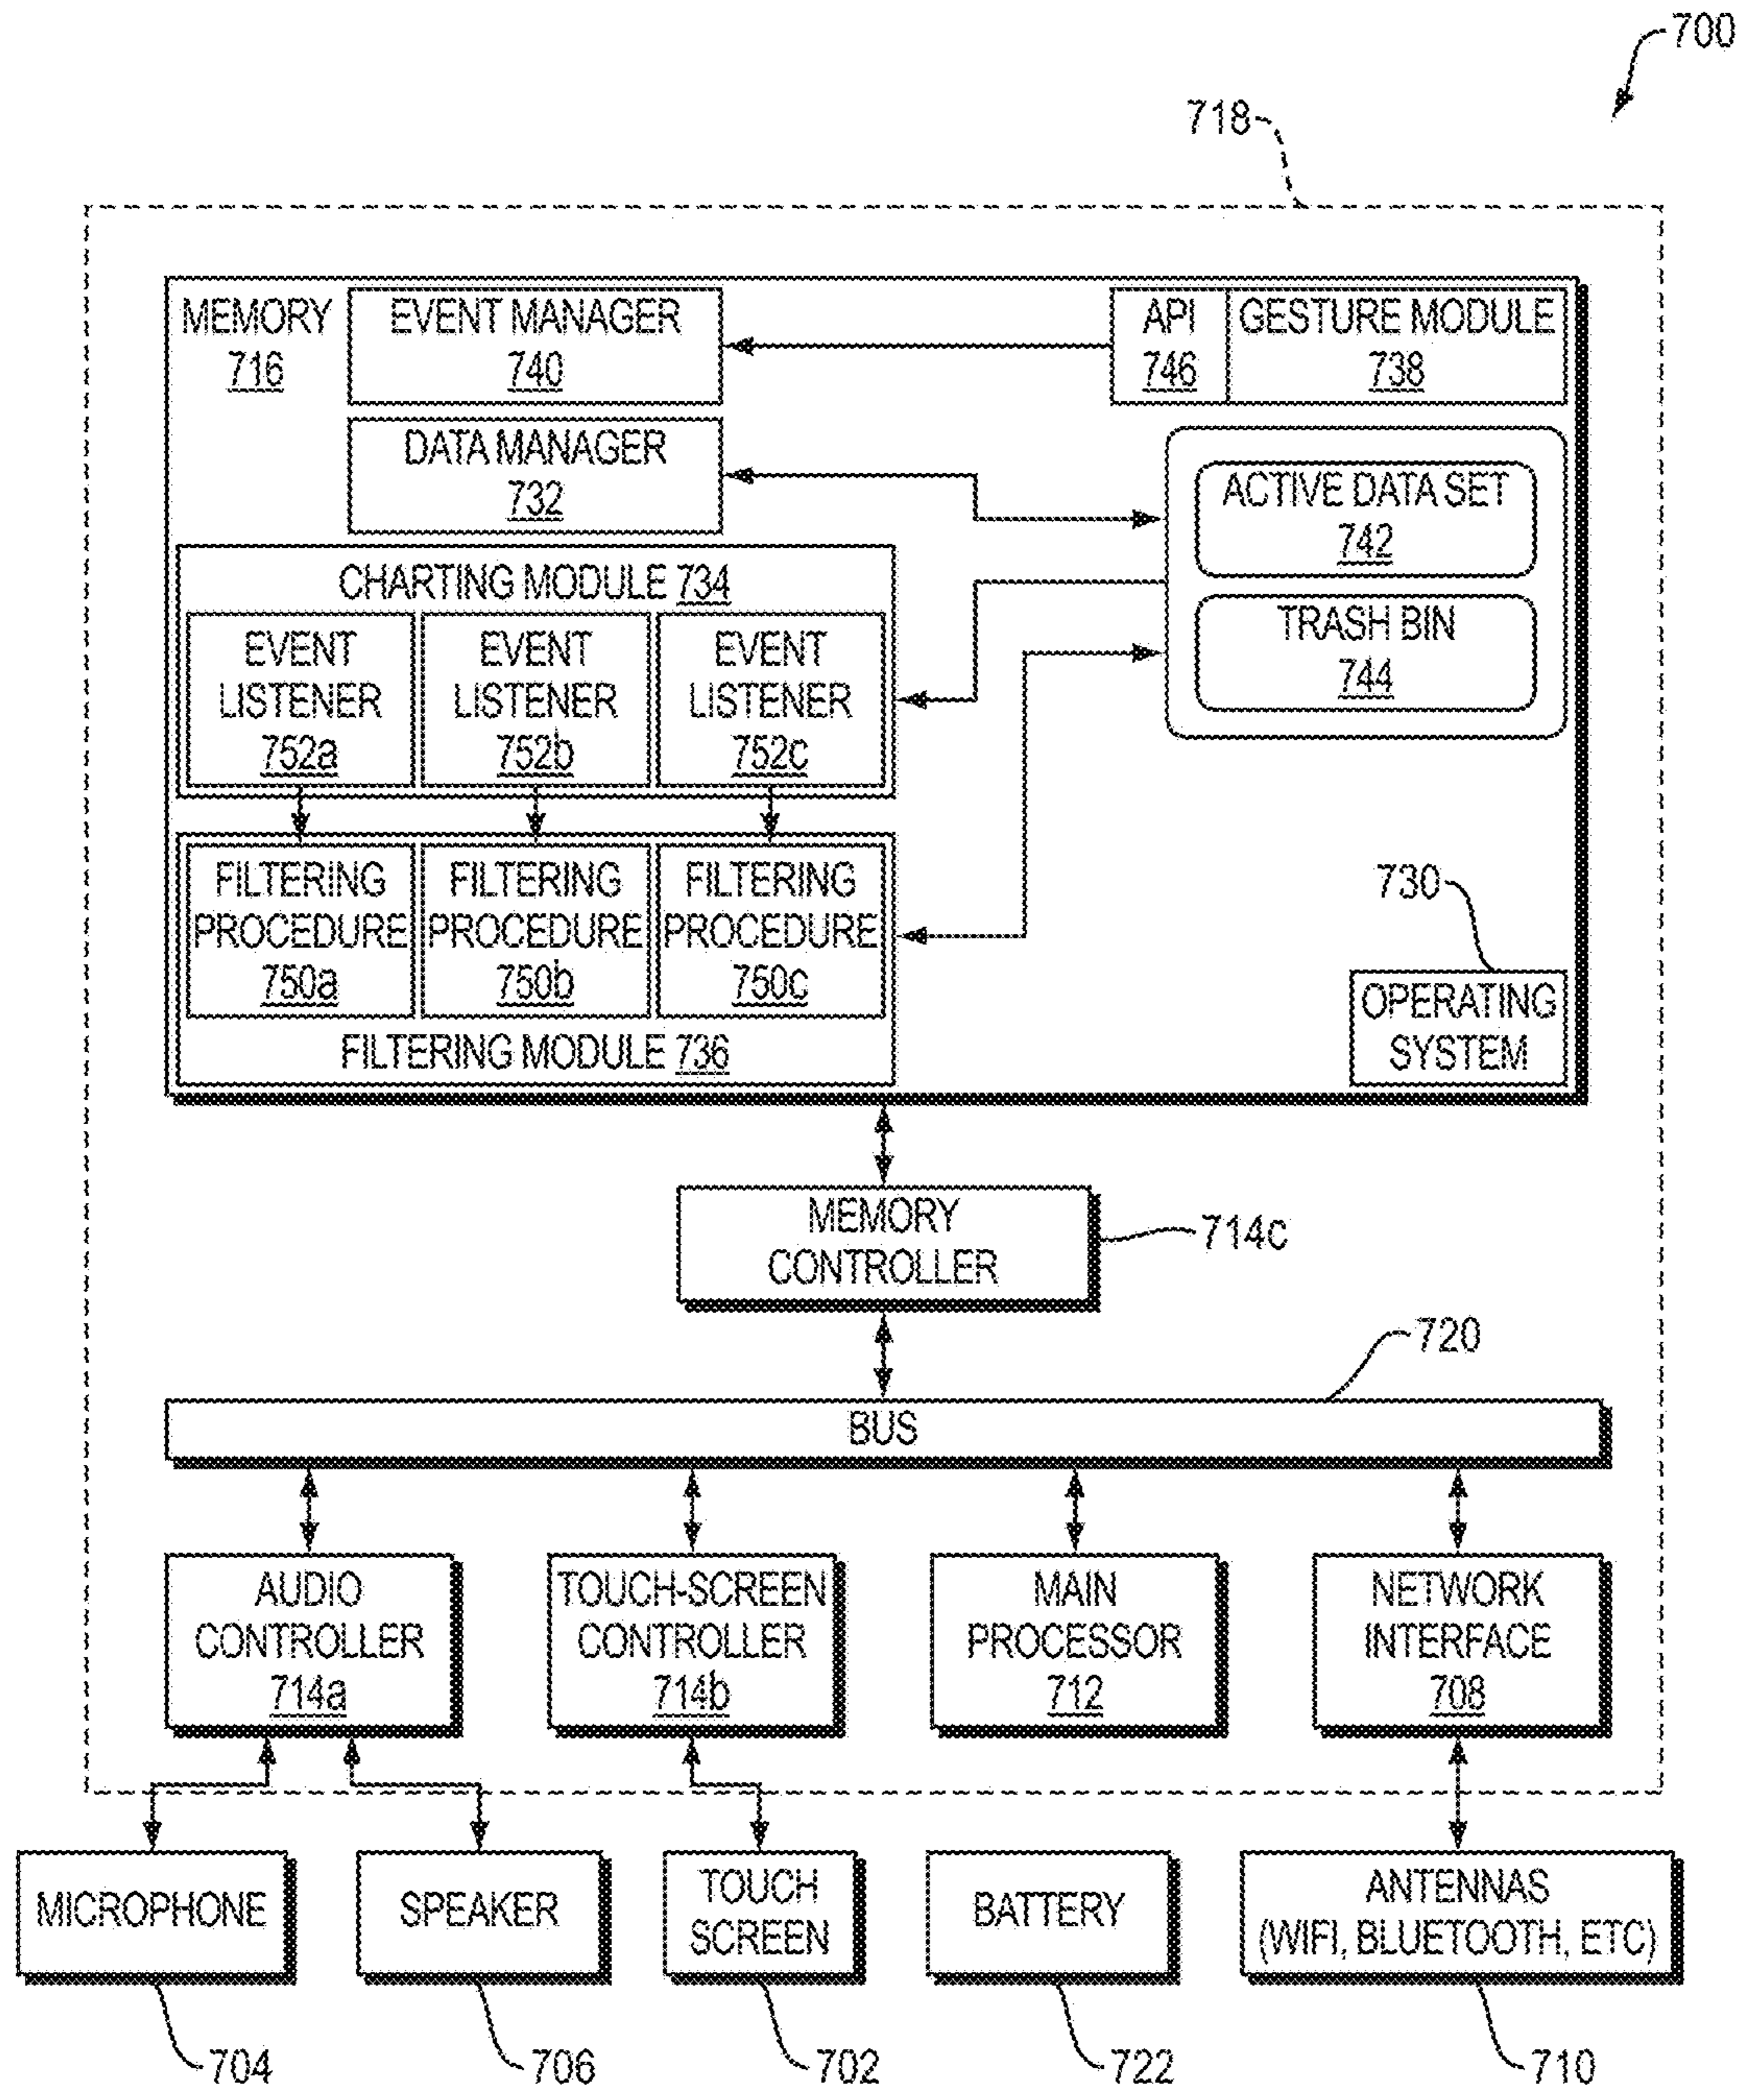 700
718
MEMORY
716
EVENT MANAGER
740
API
746
GESTURE MODULE
738
DATA MANAGER
732
ACTIVE DATA SET
742
TRASH BIN
744
CHARTING MODULE 734
EVENT
LISTENER
752a
EVENT
LISTENER
752b
EVENT
LISTENER
752c
FILTERING
PROCEDURE
750a
FILTERING
PROCEDURE
750b
FILTERING
PROCEDURE
750c
FILTERING MODULE 736
730
OPERATING
SYSTEM
MEMORY
CONTROLLER
714c
720
BUS
AUDIO
CONTROLLER
714a
TOUCH-SCREEN
CONTROLLER
714b
MAIN
PROCESSOR
712
NETWORK
INTERFACE
708
MICROPHONE
SPEAKER
TOUCH
SCREEN
BATTERY
ANTENNAS
(WIFI, BLUETOOTH, ETC)
704
706
702
722
710